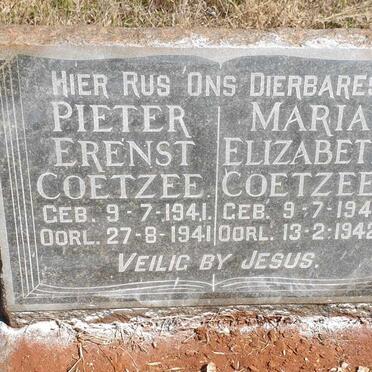 HIER RUS ONS DIERBARES
PIETER
ERENST
COETZEE
GEB. 9-7-1941.
OORL. 27-8-1941
MARIA
ELIZABET
COETZEE
GEB. 9-7-194
OORL. 13-2-1942
VEILIG BY JESUS.